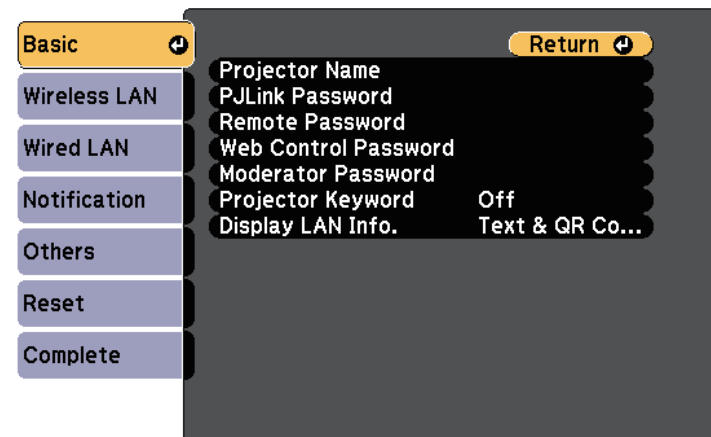 Basic
Wireless LAN
Wired LAN
Notification
Others
Reset
Complete
Return
Projector Name
PJLink Password
Remote Password
Web Control Password
Moderator Password
Projector Keyword Off
Display LAN Info. Text & QR Co...